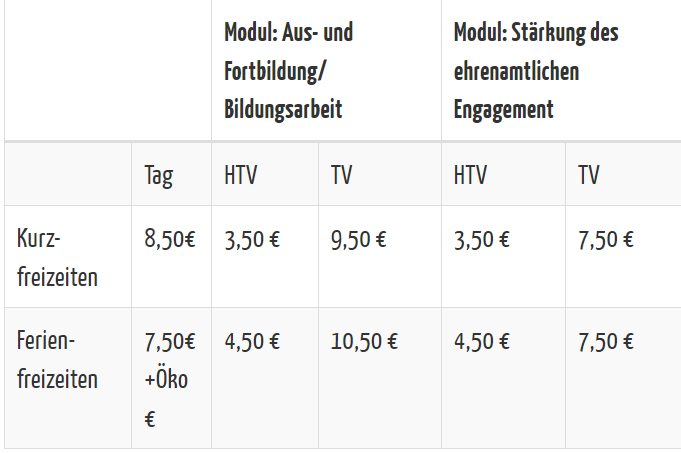 Modul: Aus- und
Fortbildung/
Bildungsarbeit
Modul: Stärkung des
ehrenamtlichen
Engagement
Tag HTV TV HTV TV
Kurz-
freizeiten
8,50€ 3,50 € 9,50 € 3,50 € 7,50 €
Ferien-
freizeiten
7,50€
+Öko
€
4,50 € 10,50 € 4,50 € 7,50 €